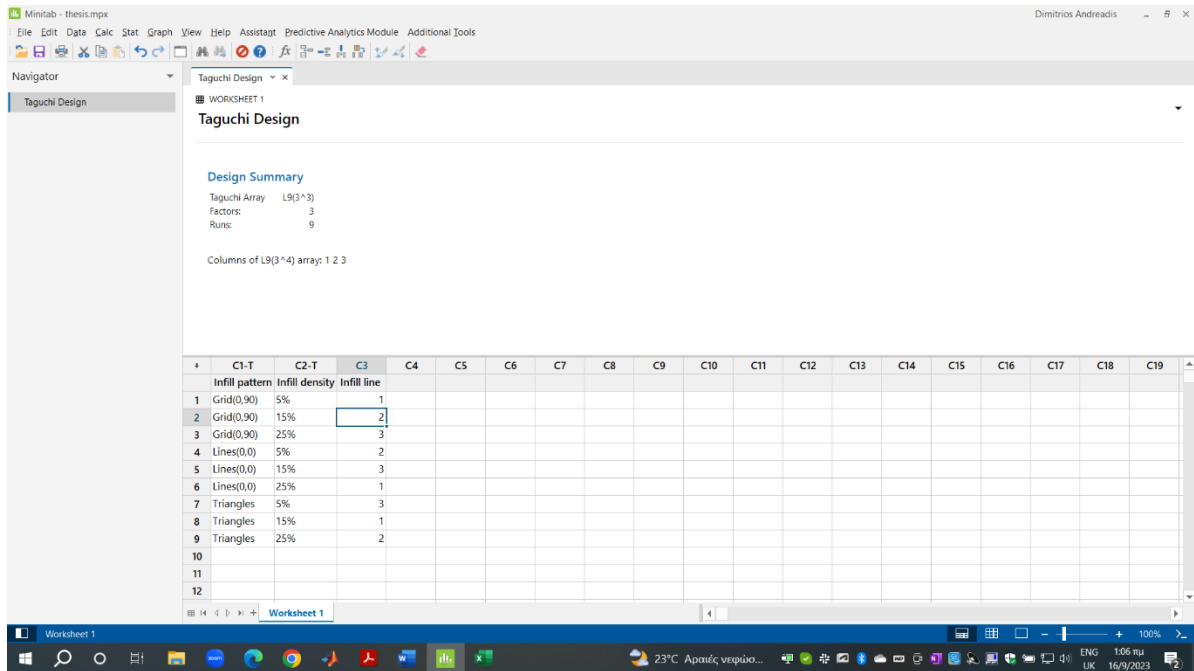 Minitab - thesis.mpx Dimitrios Andreadis
File Edit Data Calc Stat Graph View Help Assistant Predictive Analytics Module Additional Tools
Navigator
Taguchi Design
Taguchi Design
WORKSHEET 1
Taguchi Design
Design Summary
Taguchi Array L9(3^3)
Factors: 3
Runs: 9
Columns of L9(3^4) array: 1 2 3
C1-T C2-T C3 C4 C5 C6 C7 C8 C9 C10 C11 C12 C13 C14 C15 C16 C17 C18 C19
Infill pattern Infill density Infill line
1 Grid(0,90) 5% 1
2 Grid(0,90) 15% 2
3 Grid(0,90) 25% 3
4 Lines(0,0) 5% 2
5 Lines(0,0) 15% 3
6 Lines(0,0) 25% 1
7 Triangles 5% 3
8 Triangles 15% 1
9 Triangles 25% 2
10
11
12
Worksheet 1
Worksheet 1 100%
zoom
23°C Αραιές νεφώσ... ENG 1:06 πμ
UK 16/9/2023